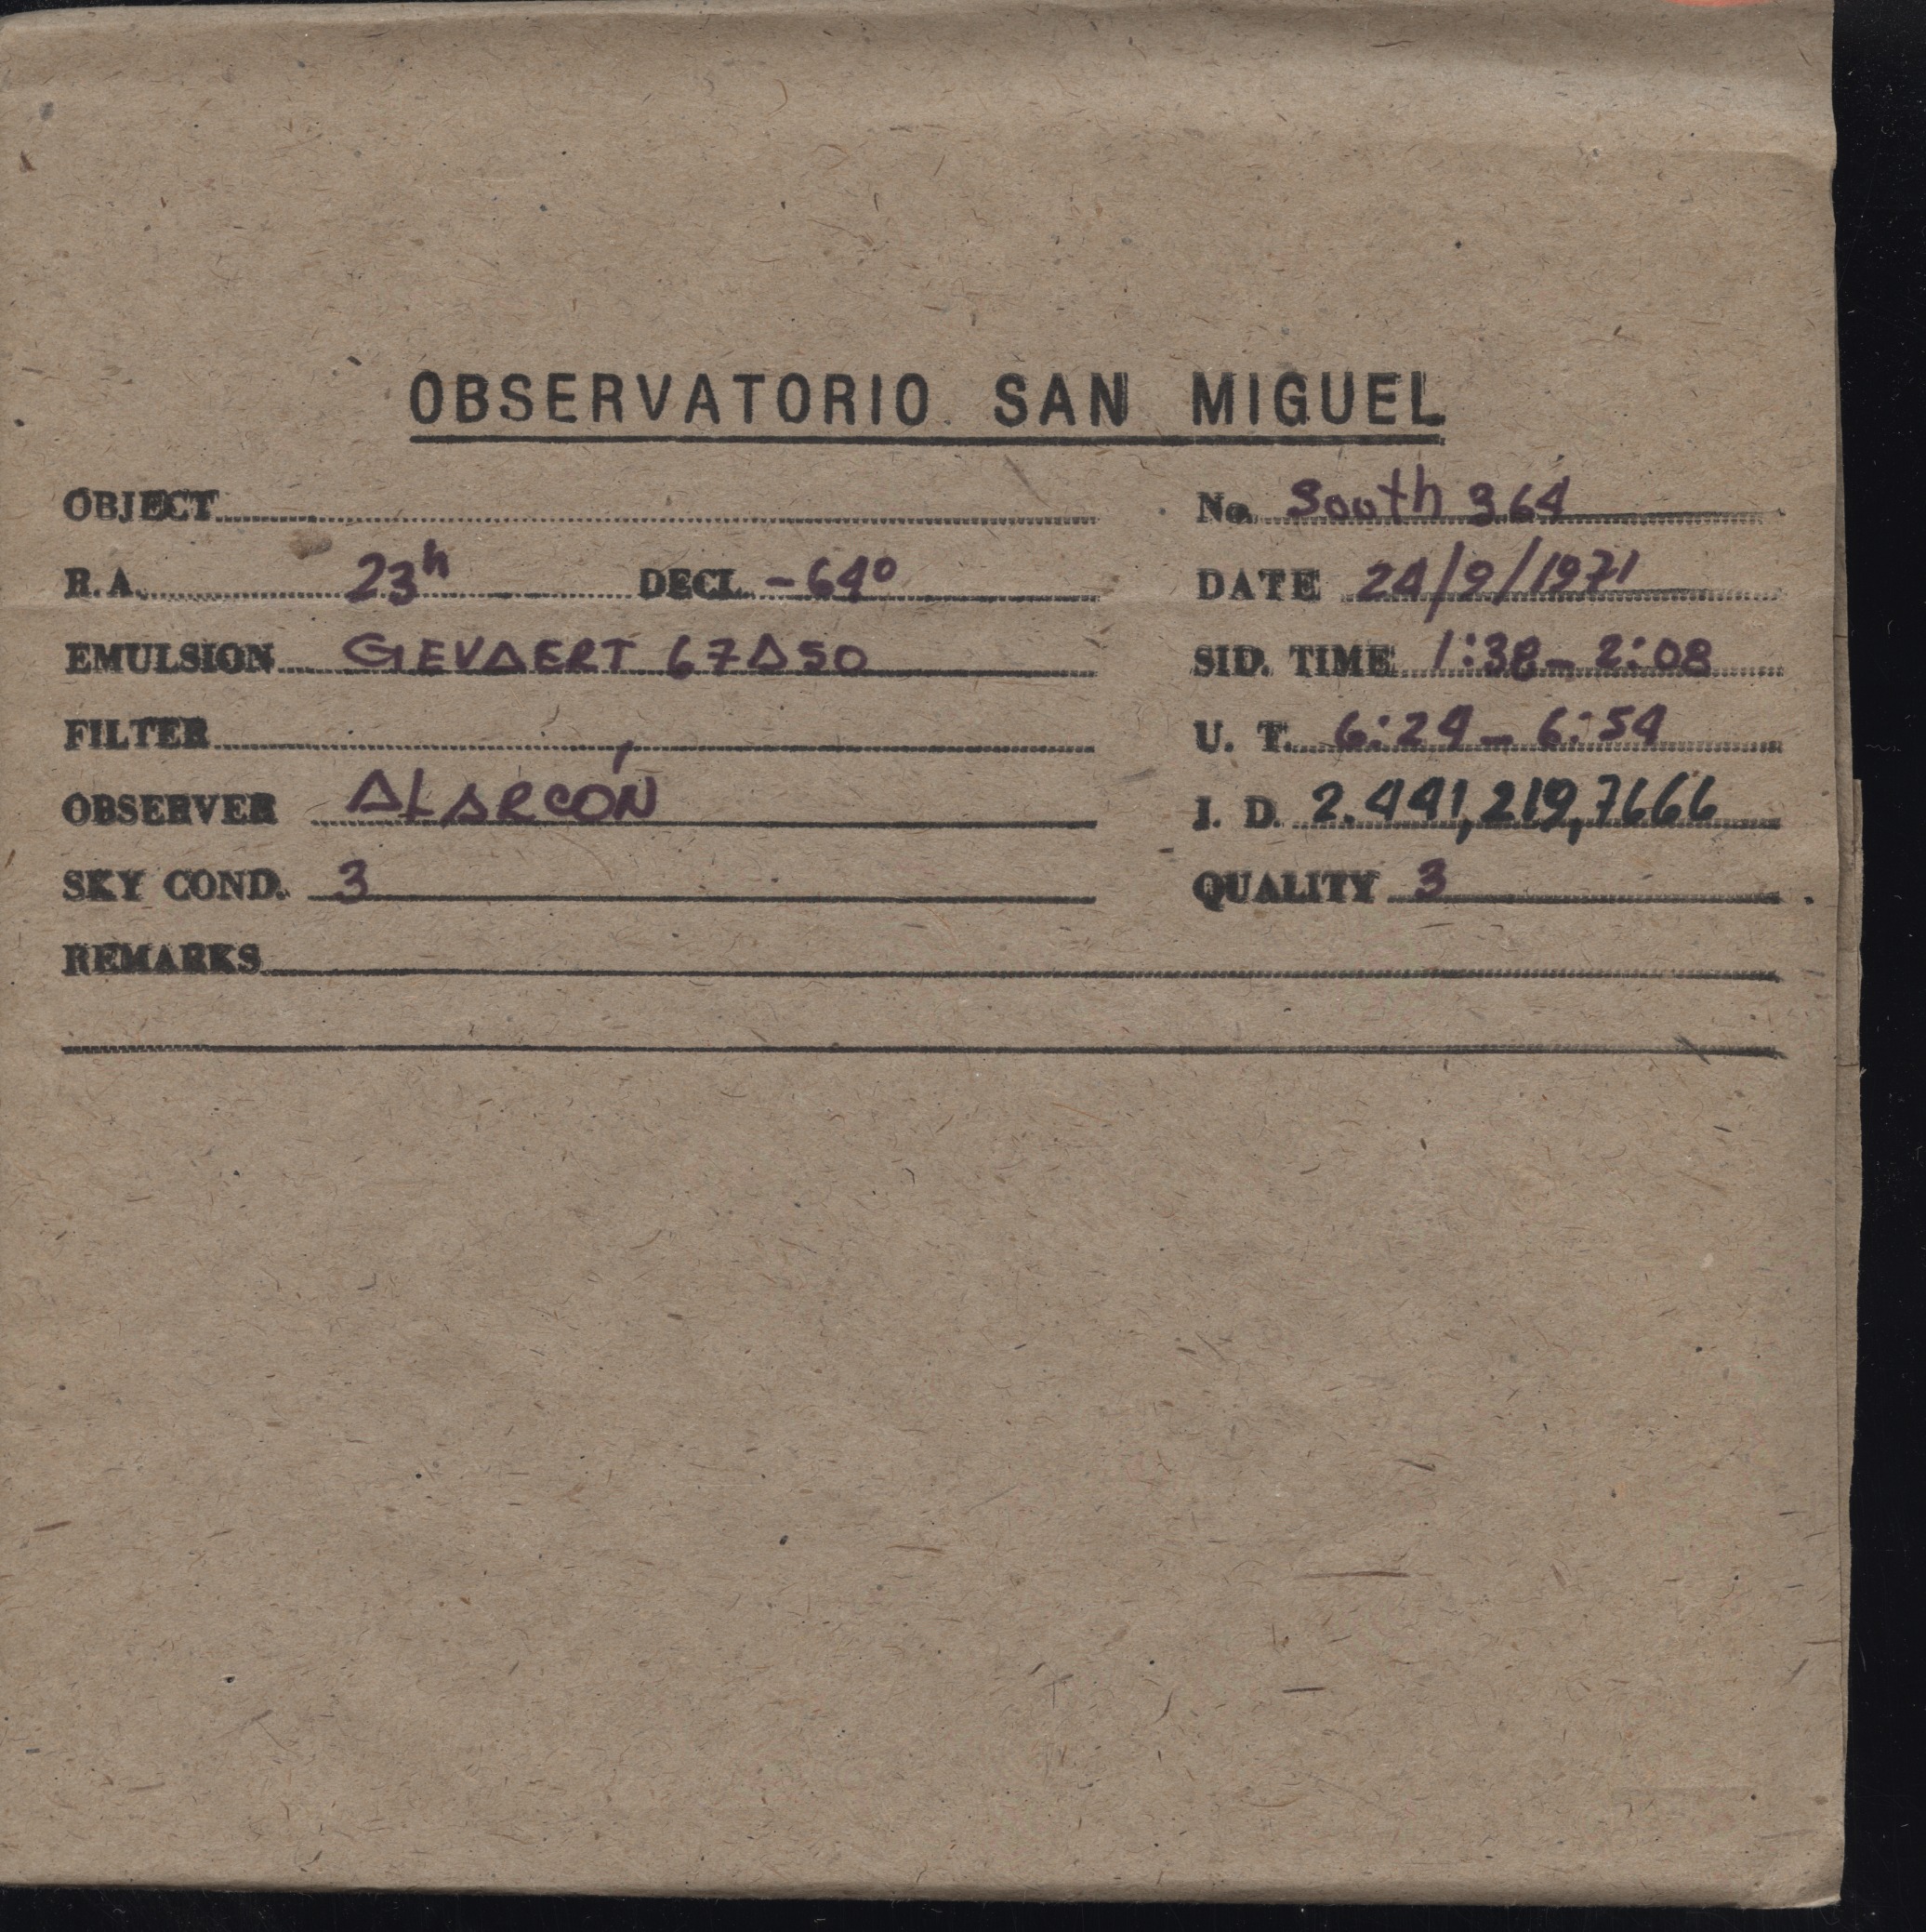 OBSERVATORIO SAN MIGUEL
OBJECT No. South 364
R.A. 23h DECL. -64° DATE 24/9/1971
EMULSION GEVAERT 67A50 SID. TIME 1:38 - 2:08
FILTER U. T. 6:24 - 6:54
OBSERVER ALARCÓN J. D. 2.441,219,7666
SKY COND. 3 QUALITY 3
REMARKS